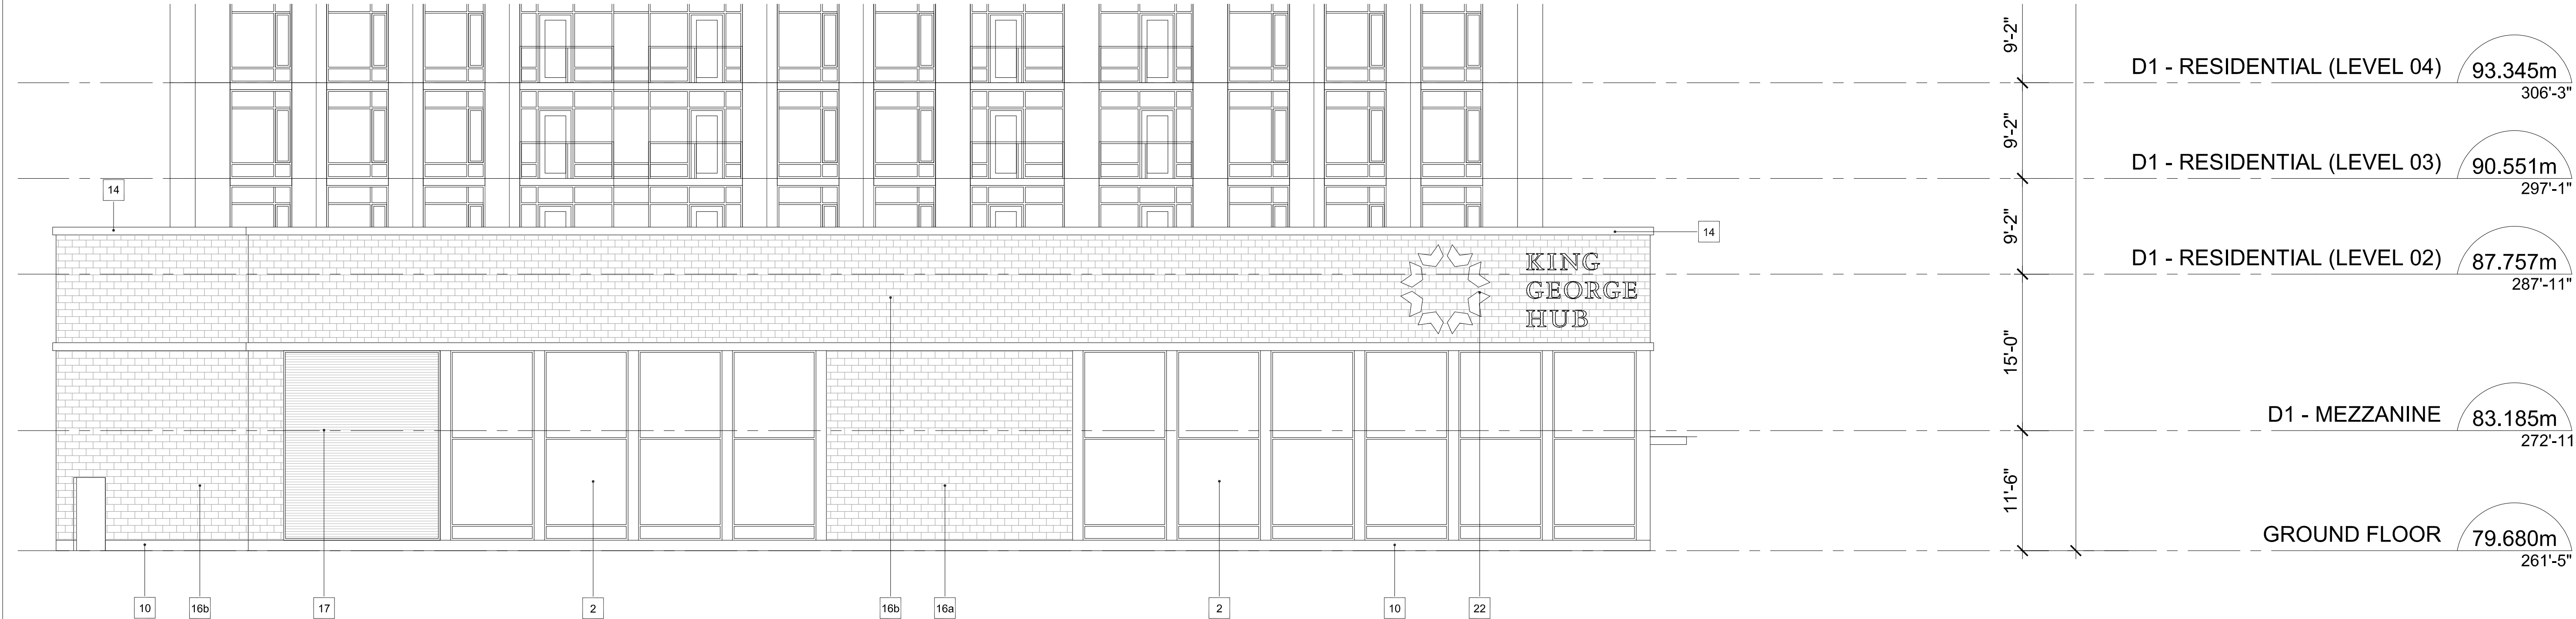 9'-2"
D1 - RESIDENTIAL (LEVEL 04) 93.345m
306'-3"
9'-2"
D1 - RESIDENTIAL (LEVEL 03) 90.551m
297'-1"
14
9'-2"
14
KING
GEORGE
HUB
D1 - RESIDENTIAL (LEVEL 02) 87.757m
287'-11"
15'-0"
D1 - MEZZANINE 83.185m
272'-11
11'-6"
GROUND FLOOR 79.680m
261'-5"
10 16b 17 2 16b 16a 2 10 22